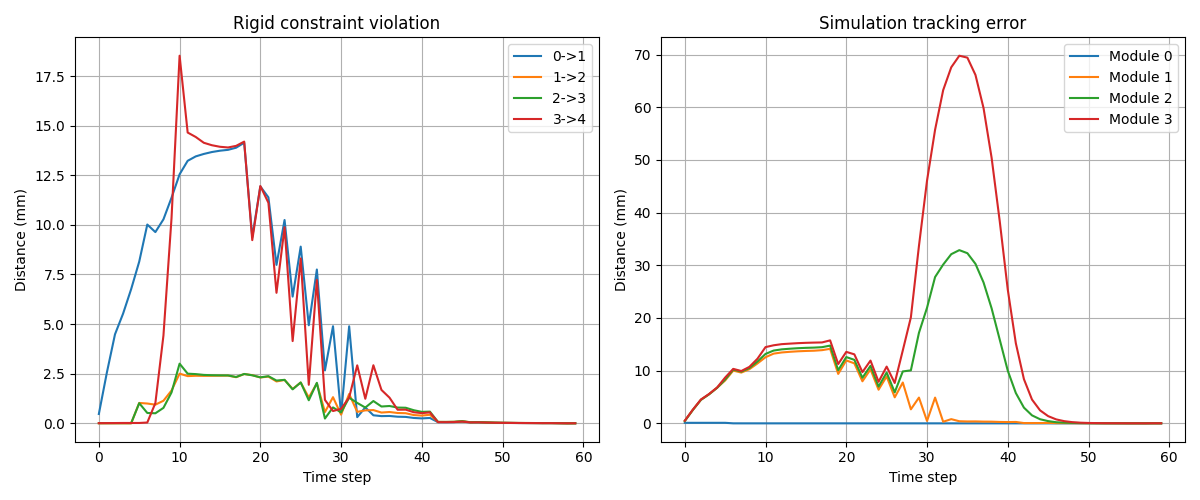 Rigid constraint violation
Distance (mm)
17.5
15.0
12.5
10.0
7.5
5.0
2.5
0.0
0 10 20 30 40 50 60
Time step
0->1
1->2
2->3
3->4
Simulation tracking error
Distance (mm)
70
60
50
40
30
20
10
0
0 10 20 30 40 50 60
Time step
Module 0
Module 1
Module 2
Module 3